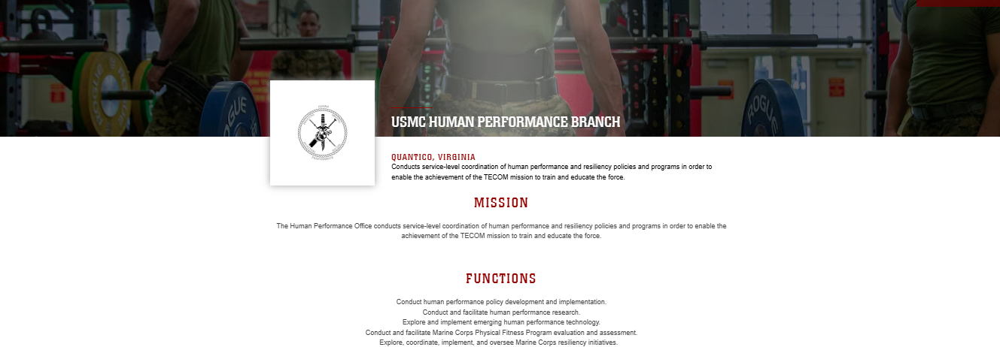 ROGUE
ROGUE
ROGUE
USMC HUMAN PERFORMANCE BRANCH
QUANTICO, VIRGINIA
Conducts service-level coordination of human performance and resiliency policies and programs in order to
enable the achievement of the TECOM mission to train and educate the force.
MISSION
The Human Performance Office conducts service-level coordination of human performance and resiliency policies and programs in order to enable the
achievement of the TECOM mission to train and educate the force.
FUNCTIONS
Conduct human performance policy development and implementation.
Conduct and facilitate human performance research.
Explore and implement emerging human performance technology.
Conduct and facilitate Marine Corps Physical Fitness Program evaluation and assessment.
Explore, coordinate, implement, and oversee Marine Corps resiliency initiatives.